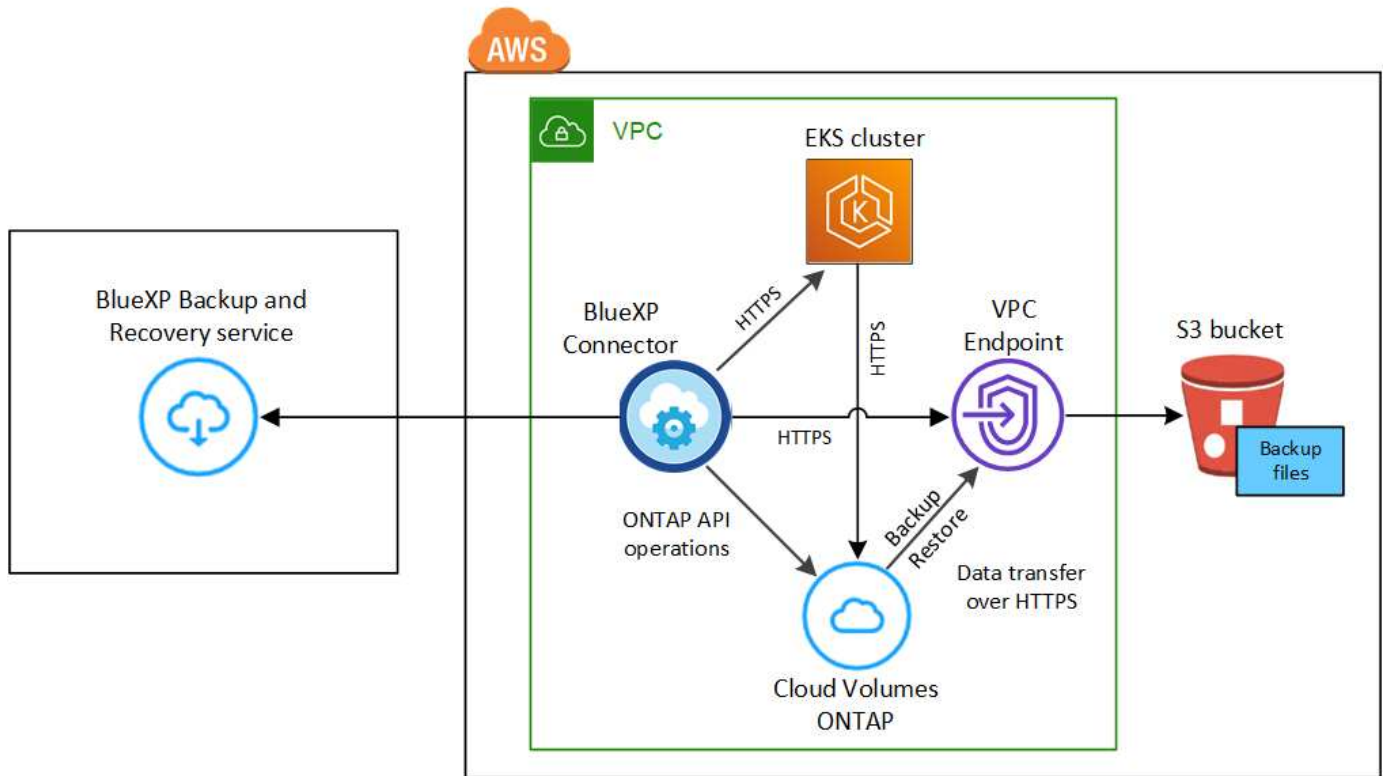 AWS
VPC
EKS cluster
BlueXP Backup and
Recovery service
BlueXP
Connector
HTTPS
HTTPS
VPC
Endpoint
S3 bucket
HTTPS
Backup
files
ONTAP API
operations
Backup
Restore
Data transfer
over HTTPS
Cloud Volumes
ONTAP
K